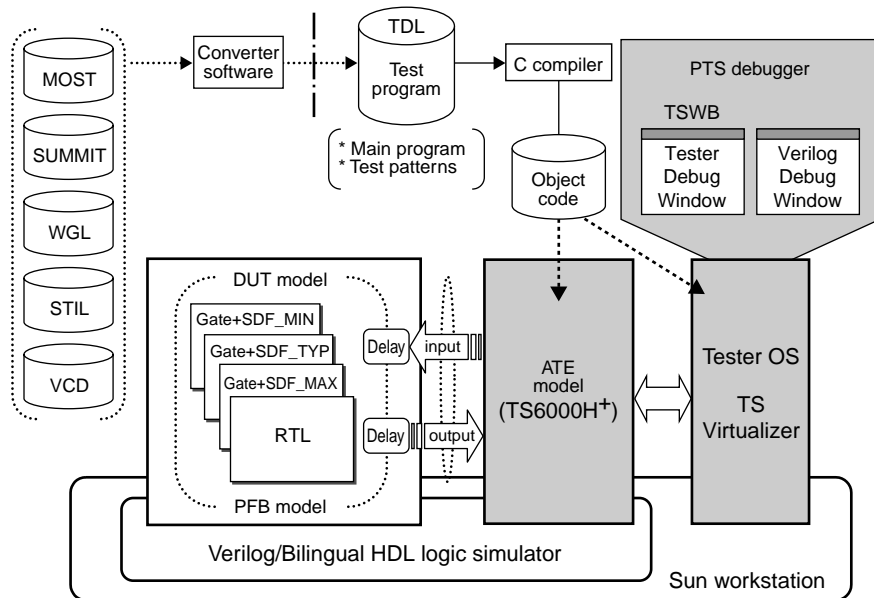 MOST
SUMMIT
WGL
STIL
VCD
Converter
software
TDL
Test
program
* Main program
* Test patterns
C compiler
Object
code
PTS debugger
TSWB
Tester
Debug
Window
Verilog
Debug
Window
DUT model
Gate+SDF_MIN
Gate+SDF_TYP
Gate+SDF_MAX
RTL
PFB model
Delay
input
Delay
output
ATE
model
(TS6000H+)
Tester OS
TS
Virtualizer
Verilog/Bilingual HDL logic simulator
Sun workstation